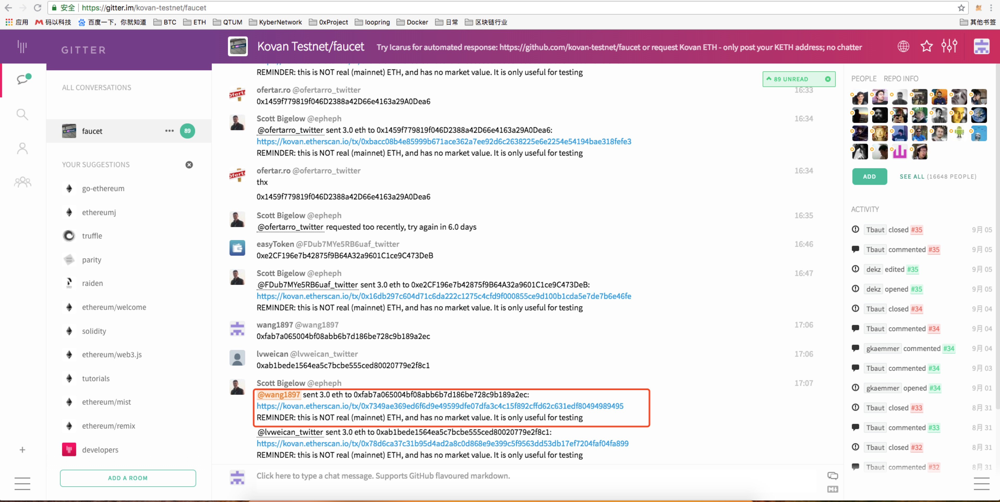 安全 https://gitter.im/kovan-testnet/faucet
应用 码以科技 百度一下，你就知道 BTC ETH QTUM KyberNetwork 0xProject loopring Docker 日常 区块链行业 其他书签
GITTER
Kovan Testnet/faucet
Try Icarus for automated response: https://github.com/kovan-testnet/faucet or request Kovan ETH - only post your KETH address; no chatter
ALL CONVERSATIONS
faucet ••• 89
YOUR SUGGESTIONS
go-ethereum
ethereumj
truffle
parity
raiden
ethereum/welcome
solidity
ethereum/web3.js
tutorials
ethereum/mist
ethereum/remix
developers
ADD A ROOM
REMINDER: this is NOT real (mainnet) ETH, and has no market value. It is only useful for testing
89 UNREAD
ofertar.ro @ofertarro_twitter 16:33
0x1459f779819f046D2388a42D66e4163a29A0Dea6
Scott Bigelow @epheph 16:34
@ofertarro_twitter sent 3.0 eth to 0x1459f779819f046D2388a42D66e4163a29A0Dea6:
https://kovan.etherscan.io/tx/0xbacc08b4e85999b671ace362a7ee92d6c2638225e6e2254e54194bae318fefe3
REMINDER: this is NOT real (mainnet) ETH, and has no market value. It is only useful for testing
ofertar.ro @ofertarro_twitter 16:34
thx
0x1459f779819f046D2388a42D66e4163a29A0Dea6
Scott Bigelow @epheph 16:35
@ofertarro_twitter requested too recently, try again in 6.0 days
easyToken @FDub7MYe5RB6uaf_twitter 16:46
0xe2CF196e7b42875f9B64A32a9601C1ce9C473DeB
Scott Bigelow @epheph 16:47
@FDub7MYe5RB6uaf_twitter sent 3.0 eth to 0xe2CF196e7b42875f9B64A32a9601C1ce9C473DeB:
https://kovan.etherscan.io/tx/0x16db297c604d71c6da222c1275c4cfd9f000855ce9d100b1cda5e7de7b6e46fe
REMINDER: this is NOT real (mainnet) ETH, and has no market value. It is only useful for testing
wang1897 @wang1897 17:06
0xfab7a065004bf08abb6b7d186be728c9b189a2ec
lvweican @lvweican_twitter 17:06
0xab1bede1564ea5c7bcbe555ced80020779e2f8c1
Scott Bigelow @epheph 17:07
@wang1897 sent 3.0 eth to 0xfab7a065004bf08abb6b7d186be728c9b189a2ec:
https://kovan.etherscan.io/tx/0x7349ae369ed6f6d9e49599dfe07dfa3c4c15f892cffd62c631edf80494989495
REMINDER: this is NOT real (mainnet) ETH, and has no market value. It is only useful for testing
@lvweican_twitter sent 3.0 eth to 0xab1bede1564ea5c7bcbe555ced80020779e2f8c1:
https://kovan.etherscan.io/tx/0x78d6ca37c31b95d4ad2a8c0d868e9e399c5f9563dd53db17ef7204faf04fa899
REMINDER: this is NOT real (mainnet) ETH, and has no market value. It is only useful for testing
Click here to type a chat message. Supports GitHub flavoured markdown.
PEOPLE REPO INFO
ADD SEE ALL (16648 PEOPLE)
ACTIVITY
Tbaut closed #35 9月 05
Tbaut commented #35 9月 05
dekz edited #35 9月 05
dekz opened #35 9月 05
Tbaut closed #34 9月 04
Tbaut commented #34 9月 04
gkaemmer commented #34 9月 04
Tbaut commented #34 9月 03
gkaemmer opened #34 9月 01
Tbaut closed #33 8月 31
Tbaut commented #33 8月 31
Tbaut closed #32 8月 31
Tbaut commented #32 8月 31